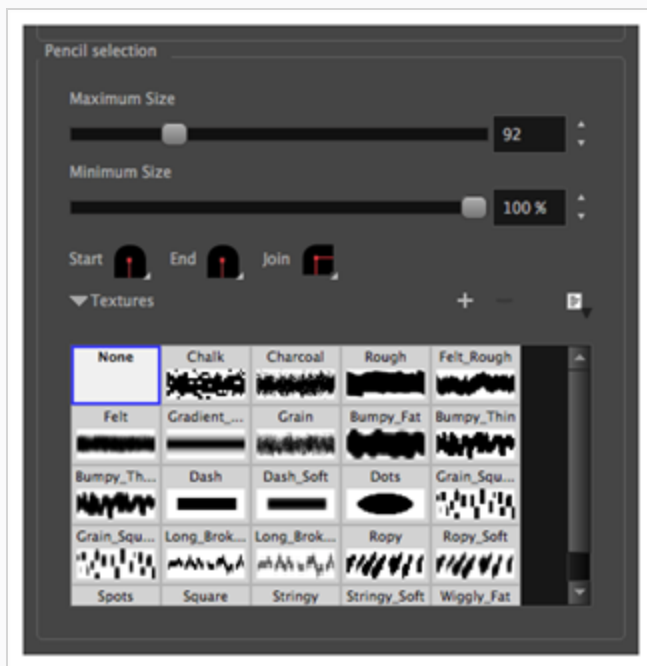 Pencil selection
Maximum Size
92
Minimum Size
100 %
Start End Join
Textures
None Chalk Charcoal Rough Felt_Rough
Felt Gradient_... Grain Bumpy_Fat Bumpy_Thin
Bumpy_Th... Dash Dash_Soft Dots Grain_Squ...
Grain_Squ... Long_Brok... Long_Brok... Ropy Ropy_Soft
Spots Square Stringy Stringy_Soft Wiggly_Fat